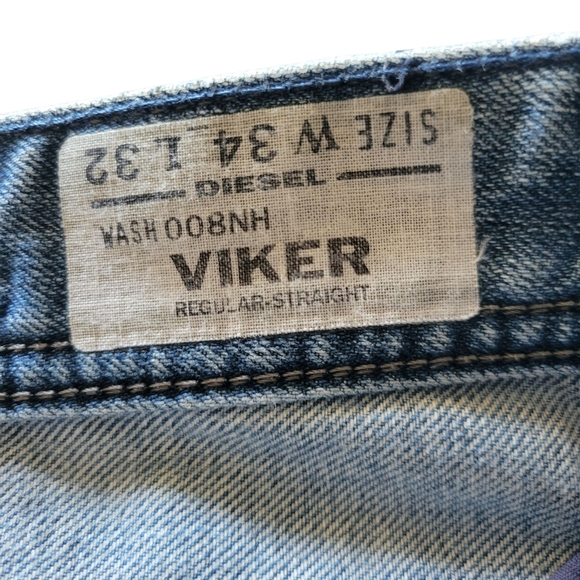 SIZE W 34 L 32
DIESEL
WASH 008NH
VIKER
REGULAR-STRAIGHT